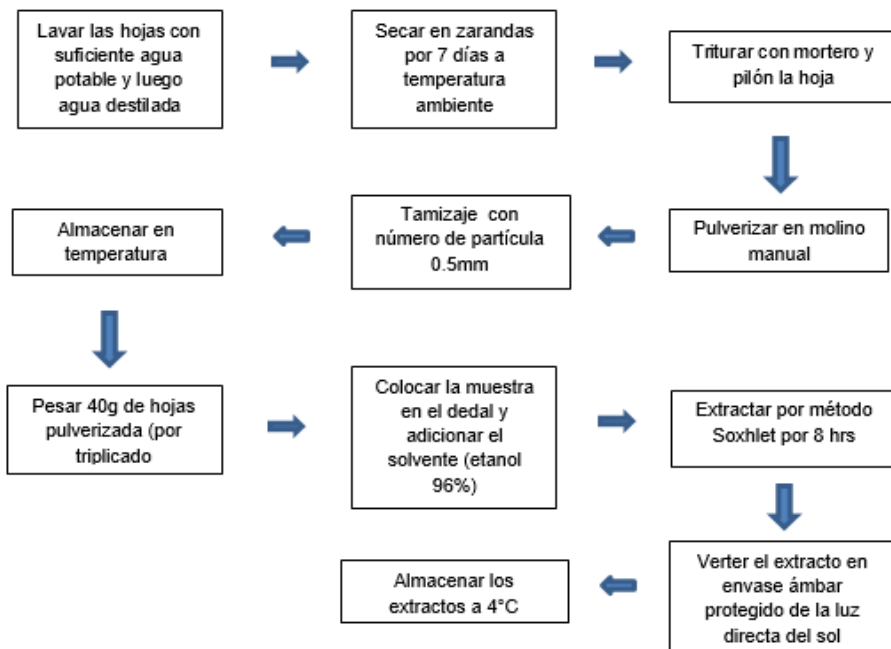 Lavar las hojas con
suficiente agua
potable y luego
agua destilada
Secar en zarandas
por 7 días a
temperatura
ambiente
Triturar con mortero y
pilón la hoja
Pulverizar en molino
manual
Tamizaje con
número de partícula
0.5mm
Almacenar en
temperatura
Pesar 40g de hojas
pulverizada (por
triplicado
Colocar la muestra
en el dedal y
adicionar el
solvente (etanol
96%)
Extractar por método
Soxhlet por 8 hrs
Verter el extracto en
envase ámbar
protegido de la luz
directa del sol
Almacenar los
extractos a 4°C